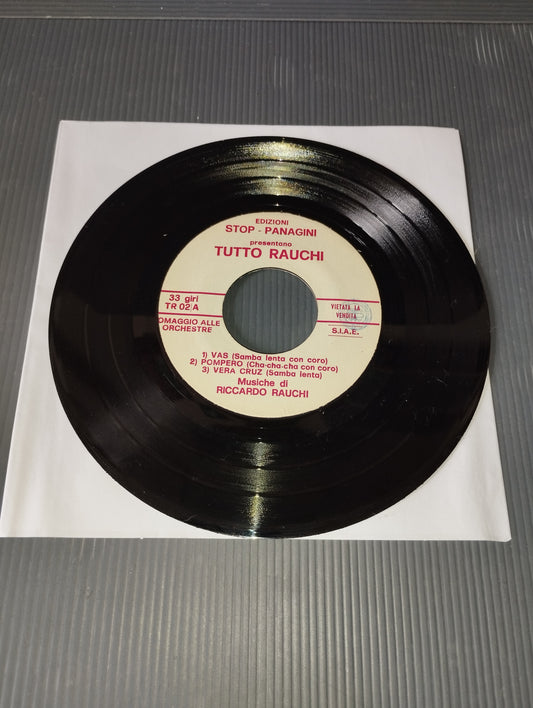 EDIZIONI
STOP - PANAGINI
presentano
TUTTO RAUCHI
33 giri
TR 02/A
OMAGGIO ALLE
ORCHESTRE
VIETATA LA
VENDITA
S.I.A.E.
1) VAS (Samba lenta con coro)
2) POMPERO (Cha-cha-cha con coro)
3) VERA CRUZ (Samba lenta)
Musiche di
RICCARDO RAUCHI